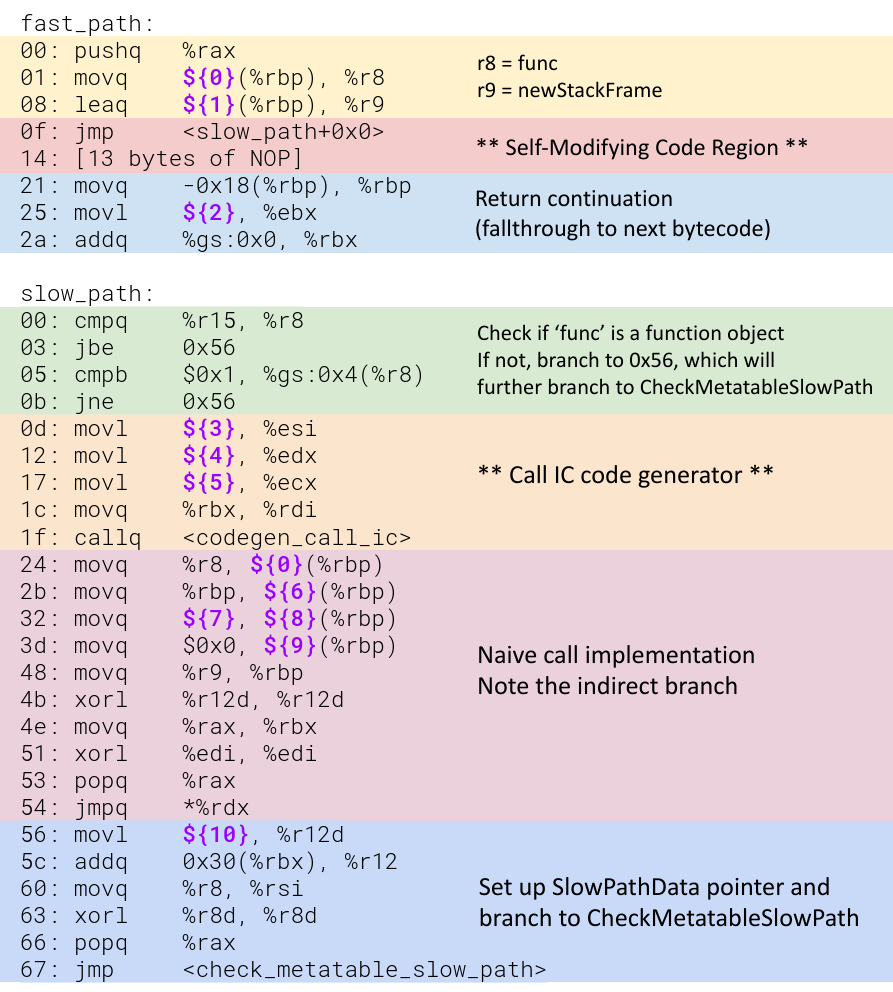 fast_path:
00: pushq %rax
01: movq ${0}(%rbp), %r8
08: leaq ${1}(%rbp), %r9
r8 = func
r9 = newStackFrame
0f: jmp <slow_path+0x0>
14: [13 bytes of NOP]
** Self-Modifying Code Region **
21: movq -0x18(%rbp), %rbp
25: movl ${2}, %ebx
2a: addq %gs:0x0, %rbx
Return continuation
(fallthrough to next bytecode)
slow_path:
00: cmpq %r15, %r8
03: jbe 0x56
05: cmpb $0x1, %gs:0x4(%r8)
0b: jne 0x56
Check if ‘func’ is a function object
If not, branch to 0x56, which will
further branch to CheckMetatableSlowPath
0d: movl ${3}, %esi
12: movl ${4}, %edx
17: movl ${5}, %ecx
1c: movq %rbx, %rdi
1f: callq <codegen_call_ic>
** Call IC code generator **
24: movq %r8, ${0}(%rbp)
2b: movq %rbp, ${6}(%rbp)
32: movq ${7}, ${8}(%rbp)
3d: movq $0x0, ${9}(%rbp)
48: movq %r9, %rbp
4b: xorl %r12d, %r12d
4e: movq %rax, %rbx
51: xorl %edi, %edi
53: popq %rax
54: jmpq *%rdx
Naive call implementation
Note the indirect branch
56: movl ${10}, %r12d
5c: addq 0x30(%rbx), %r12
60: movq %r8, %rsi
63: xorl %r8d, %r8d
66: popq %rax
67: jmp <check_metatable_slow_path>
Set up SlowPathData pointer and
branch to CheckMetatableSlowPath